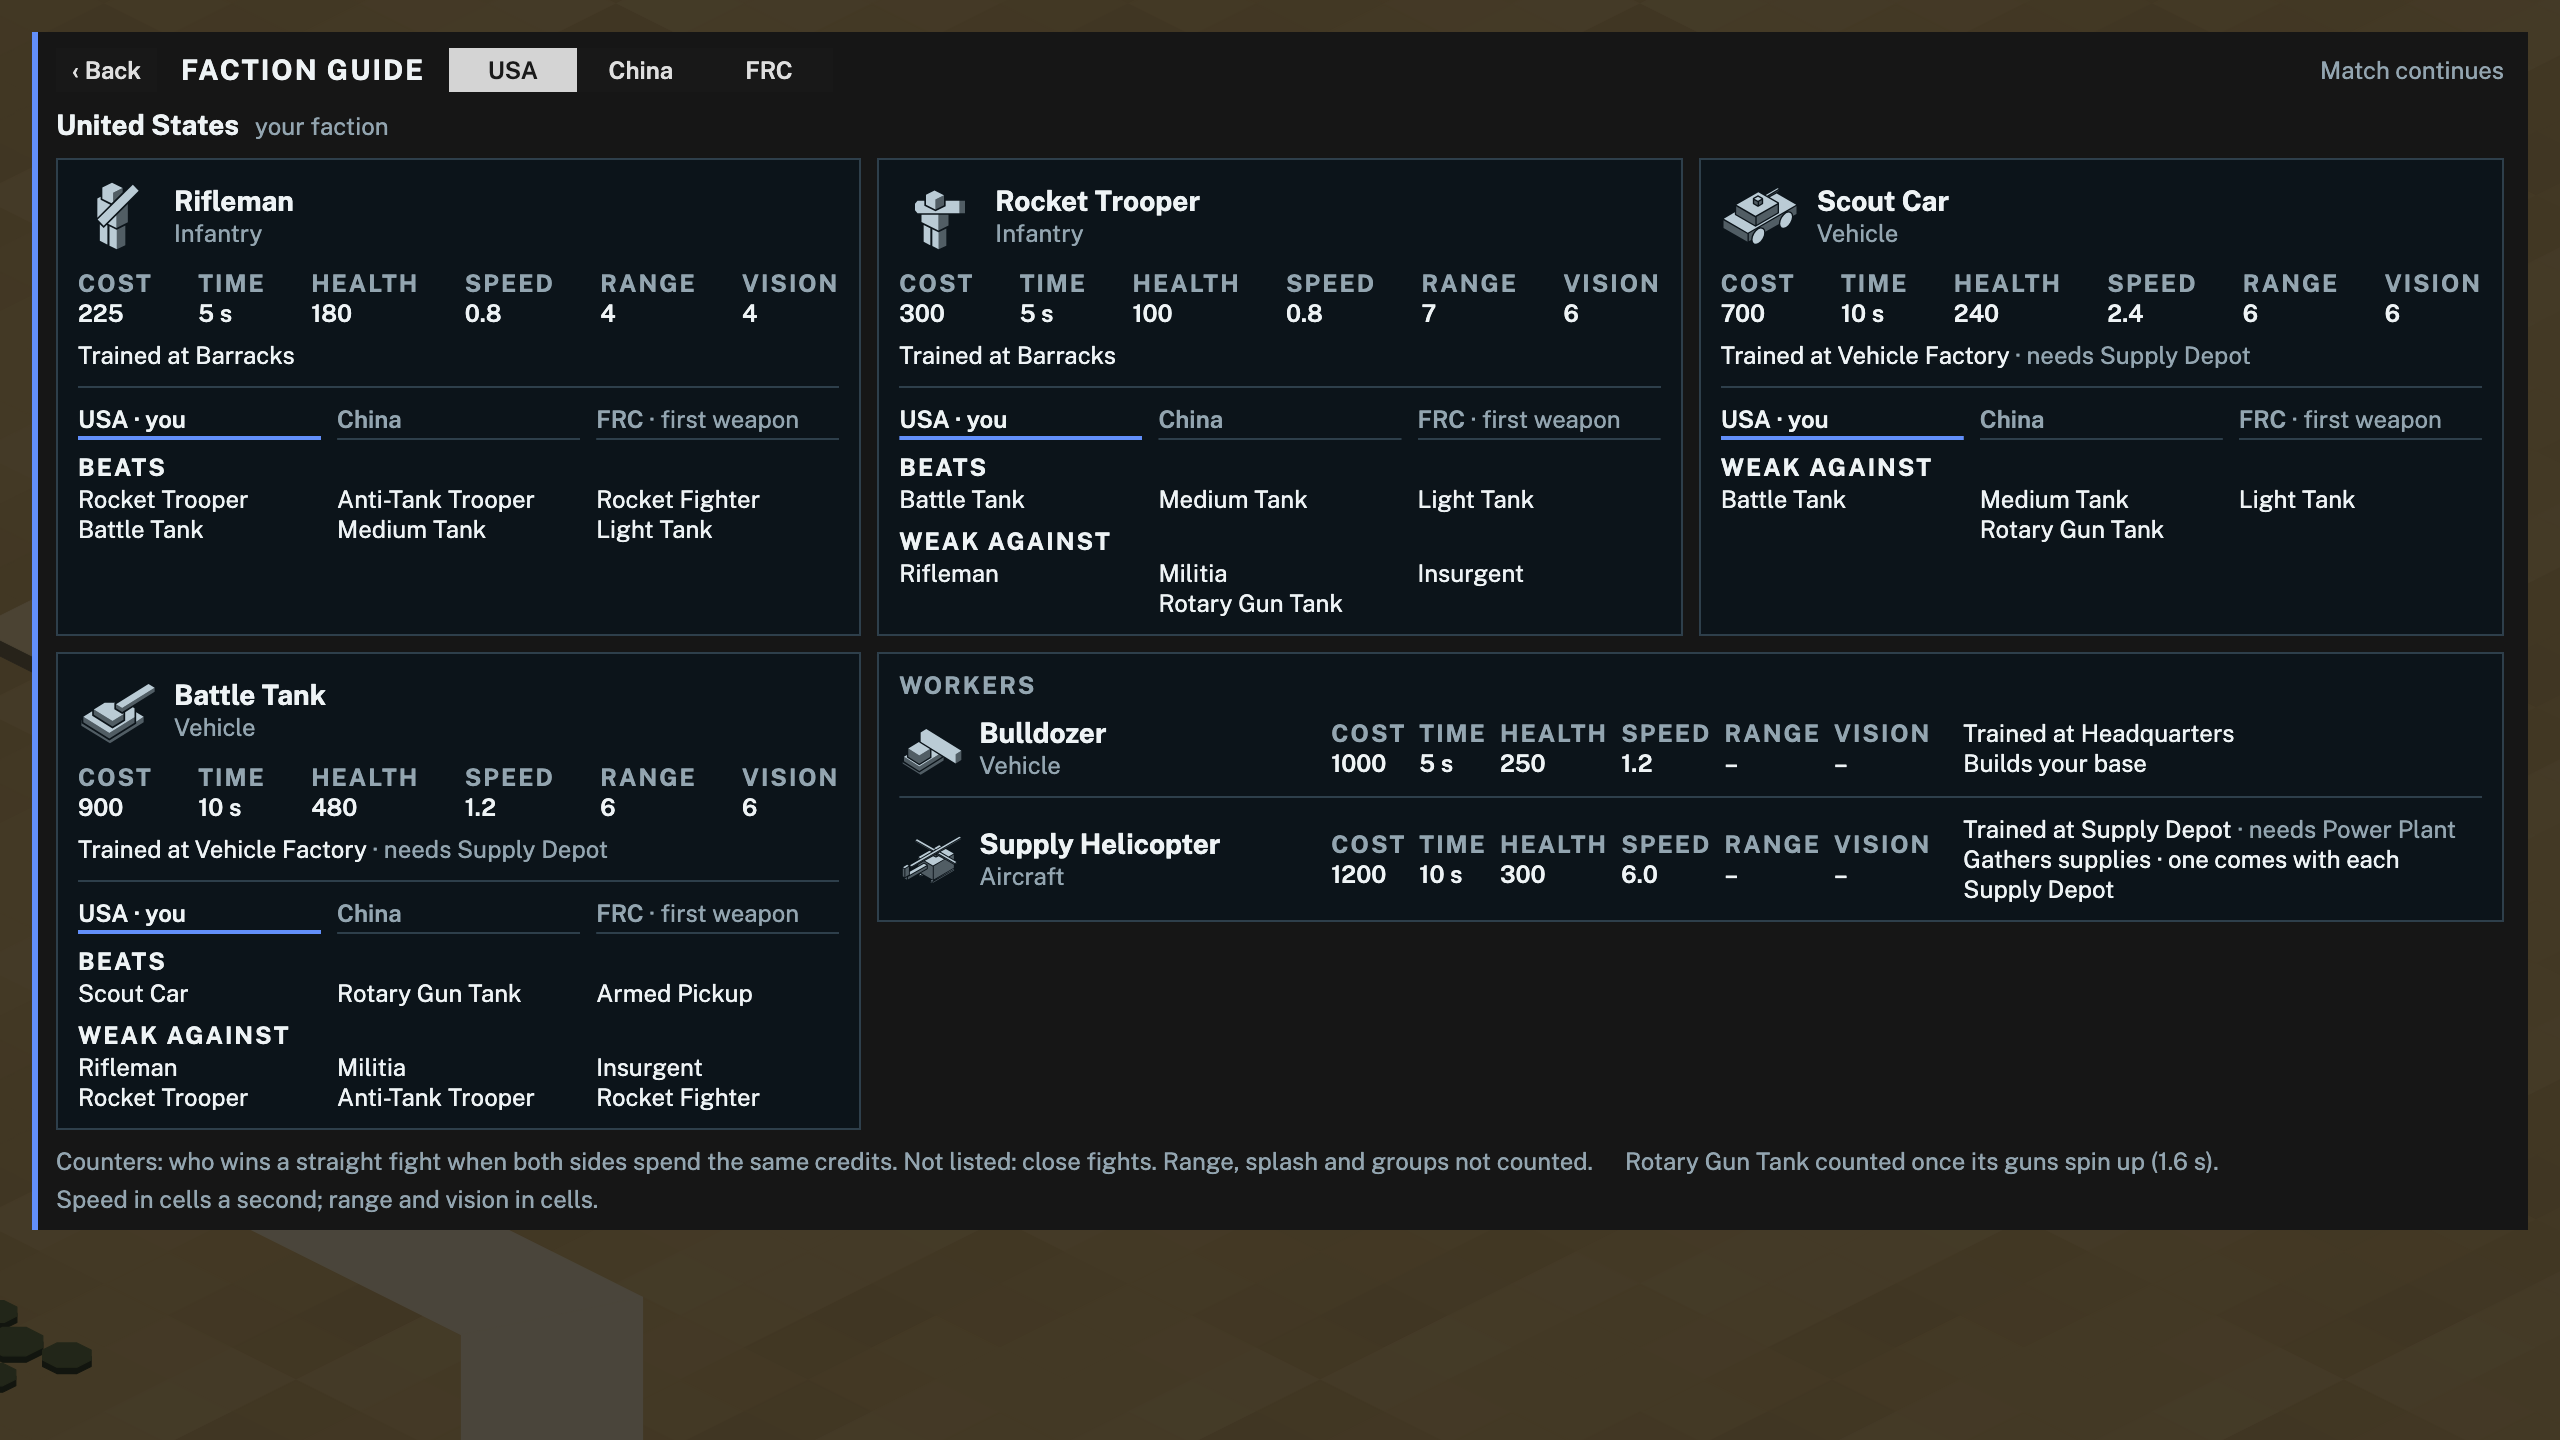 ‹ Back FACTION GUIDE USA China FRC Match continues
United States your faction
Rifleman
Infantry
COST TIME HEALTH SPEED RANGE VISION
225 5 s 180 0.8 4 4
Trained at Barracks
USA · you China FRC · first weapon
BEATS
Rocket Trooper Anti-Tank Trooper Rocket Fighter
Battle Tank Medium Tank Light Tank
Rocket Trooper
Infantry
COST TIME HEALTH SPEED RANGE VISION
300 5 s 100 0.8 7 6
Trained at Barracks
USA · you China FRC · first weapon
BEATS
Battle Tank Medium Tank Light Tank
WEAK AGAINST
Rifleman Militia Insurgent
Rotary Gun Tank
Scout Car
Vehicle
COST TIME HEALTH SPEED RANGE VISION
700 10 s 240 2.4 6 6
Trained at Vehicle Factory · needs Supply Depot
USA · you China FRC · first weapon
WEAK AGAINST
Battle Tank Medium Tank Light Tank
Rotary Gun Tank
Battle Tank
Vehicle
COST TIME HEALTH SPEED RANGE VISION
900 10 s 480 1.2 6 6
Trained at Vehicle Factory · needs Supply Depot
USA · you China FRC · first weapon
BEATS
Scout Car Rotary Gun Tank Armed Pickup
WEAK AGAINST
Rifleman Militia Insurgent
Rocket Trooper Anti-Tank Trooper Rocket Fighter
WORKERS
Bulldozer COST TIME HEALTH SPEED RANGE VISION Trained at Headquarters
Vehicle 1000 5 s 250 1.2 – – Builds your base
Trained at Supply Depot · needs Power Plant
Supply Helicopter COST TIME HEALTH SPEED RANGE VISION Gathers supplies · one comes with each
Aircraft 1200 10 s 300 6.0 – – Supply Depot
Counters: who wins a straight fight when both sides spend the same credits. Not listed: close fights. Range, splash and groups not counted. Rotary Gun Tank counted once its guns spin up (1.6 s).
Speed in cells a second; range and vision in cells.